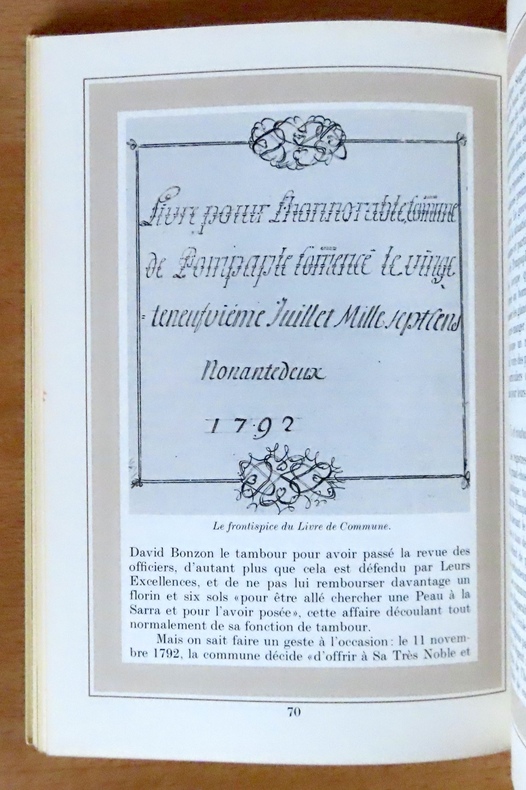 Livre pour Lhonnorable Comune
de Pompaple Comencé le vingt
= teneufvieme Juillet Mille septCens
Nonantedeux
1792
Le frontispice du Livre de Commune.
David Bonzon le tambour pour avoir passé la revue des
officiers, d'autant plus que cela est défendu par Leurs
Excellences, et de ne pas lui rembourser davantage un
florin et six sols «pour être allé chercher une Peau à la
Sarra et pour l'avoir posée», cette affaire découlant tout
normalement de sa fonction de tambour.
Mais on sait faire un geste à l'occasion: le 11 novem-
bre 1792, la commune décide «d'offrir à Sa Très Noble et
70